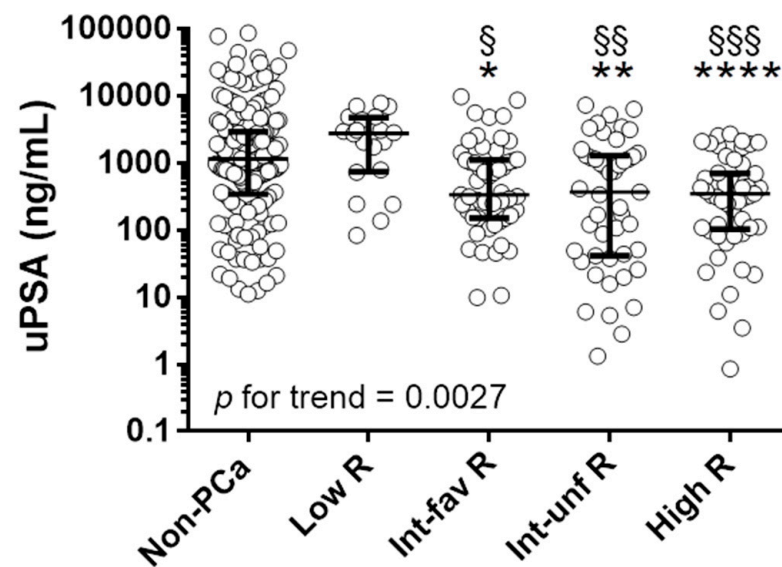 100000
10000
1000
100
10
1
0.1
uPSA (ng/mL)
§
*
§§
**
§§§
****
p for trend = 0.0027
Non-PCa
Low R
Int-fav R
Int-unf R
High R